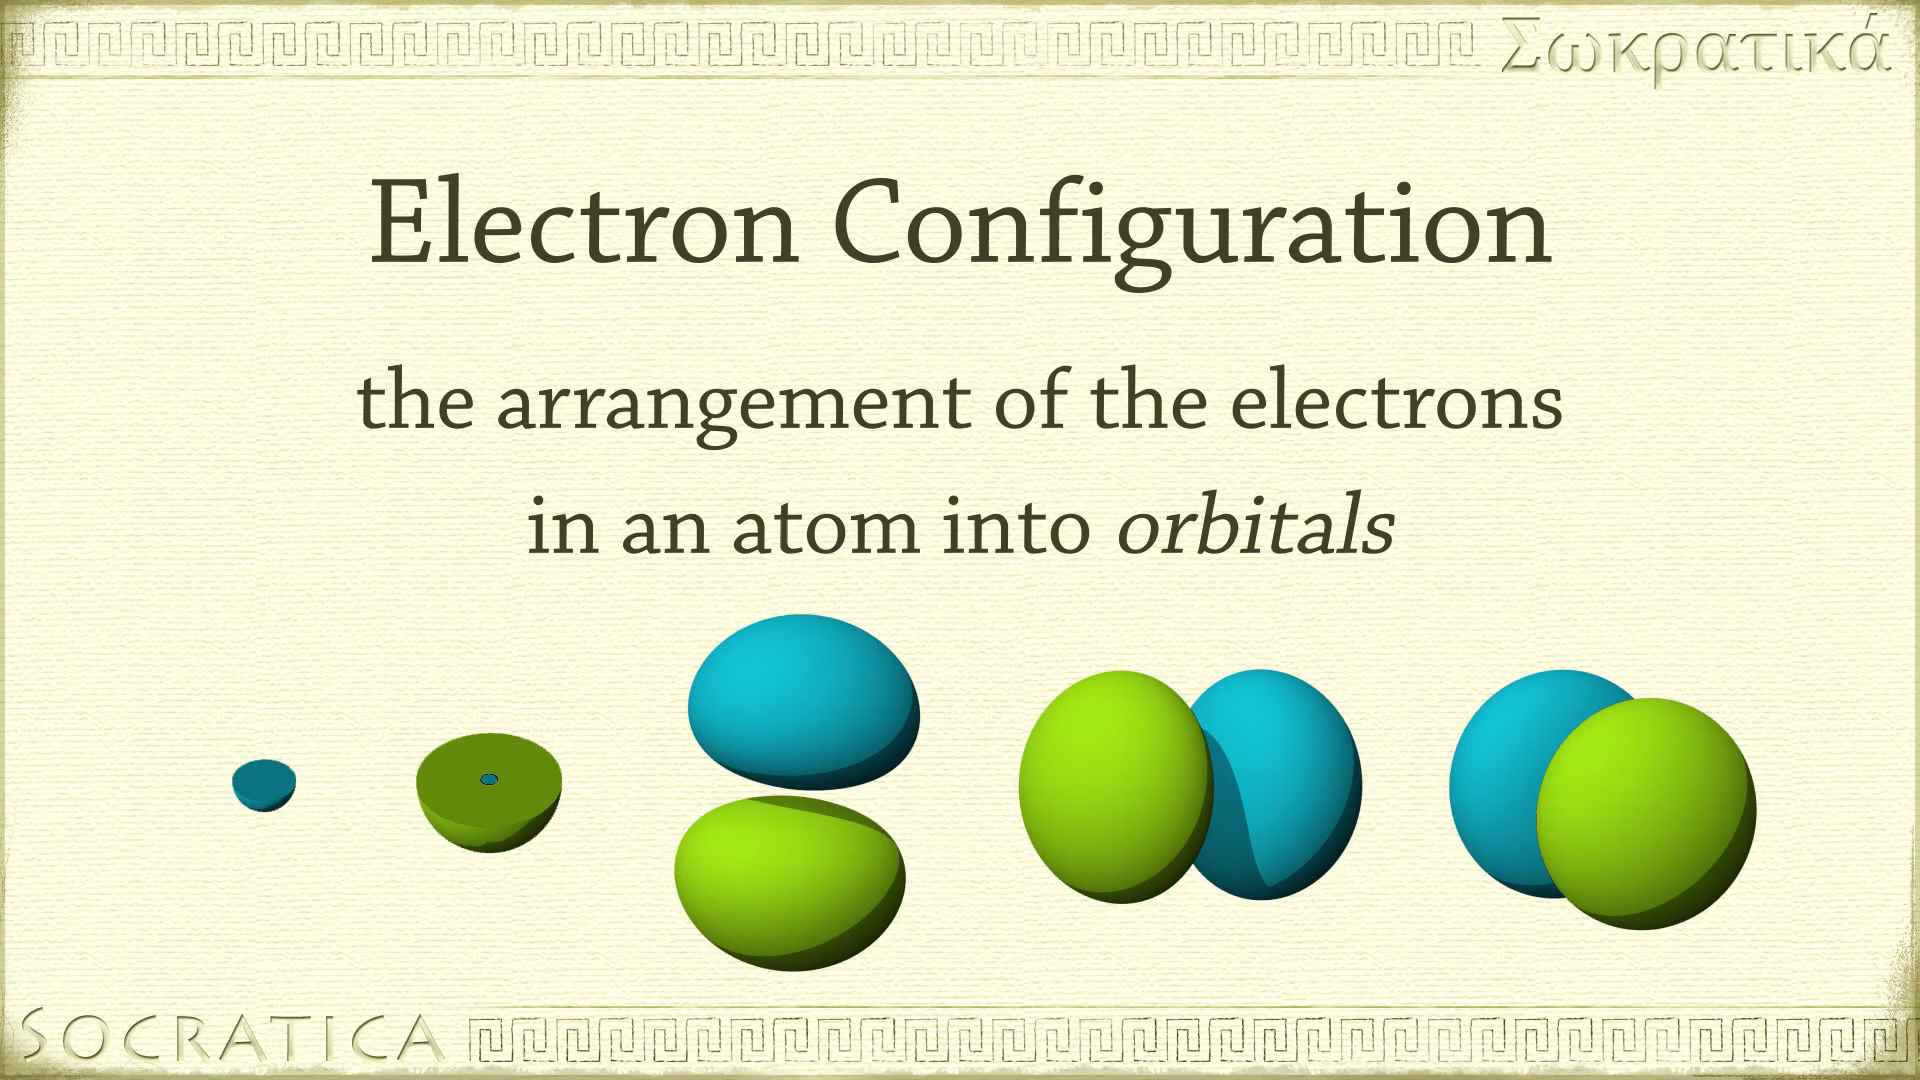 Σωκρατικά
Electron Configuration
the arrangement of the electrons
in an atom into orbitals
SOCRATICA